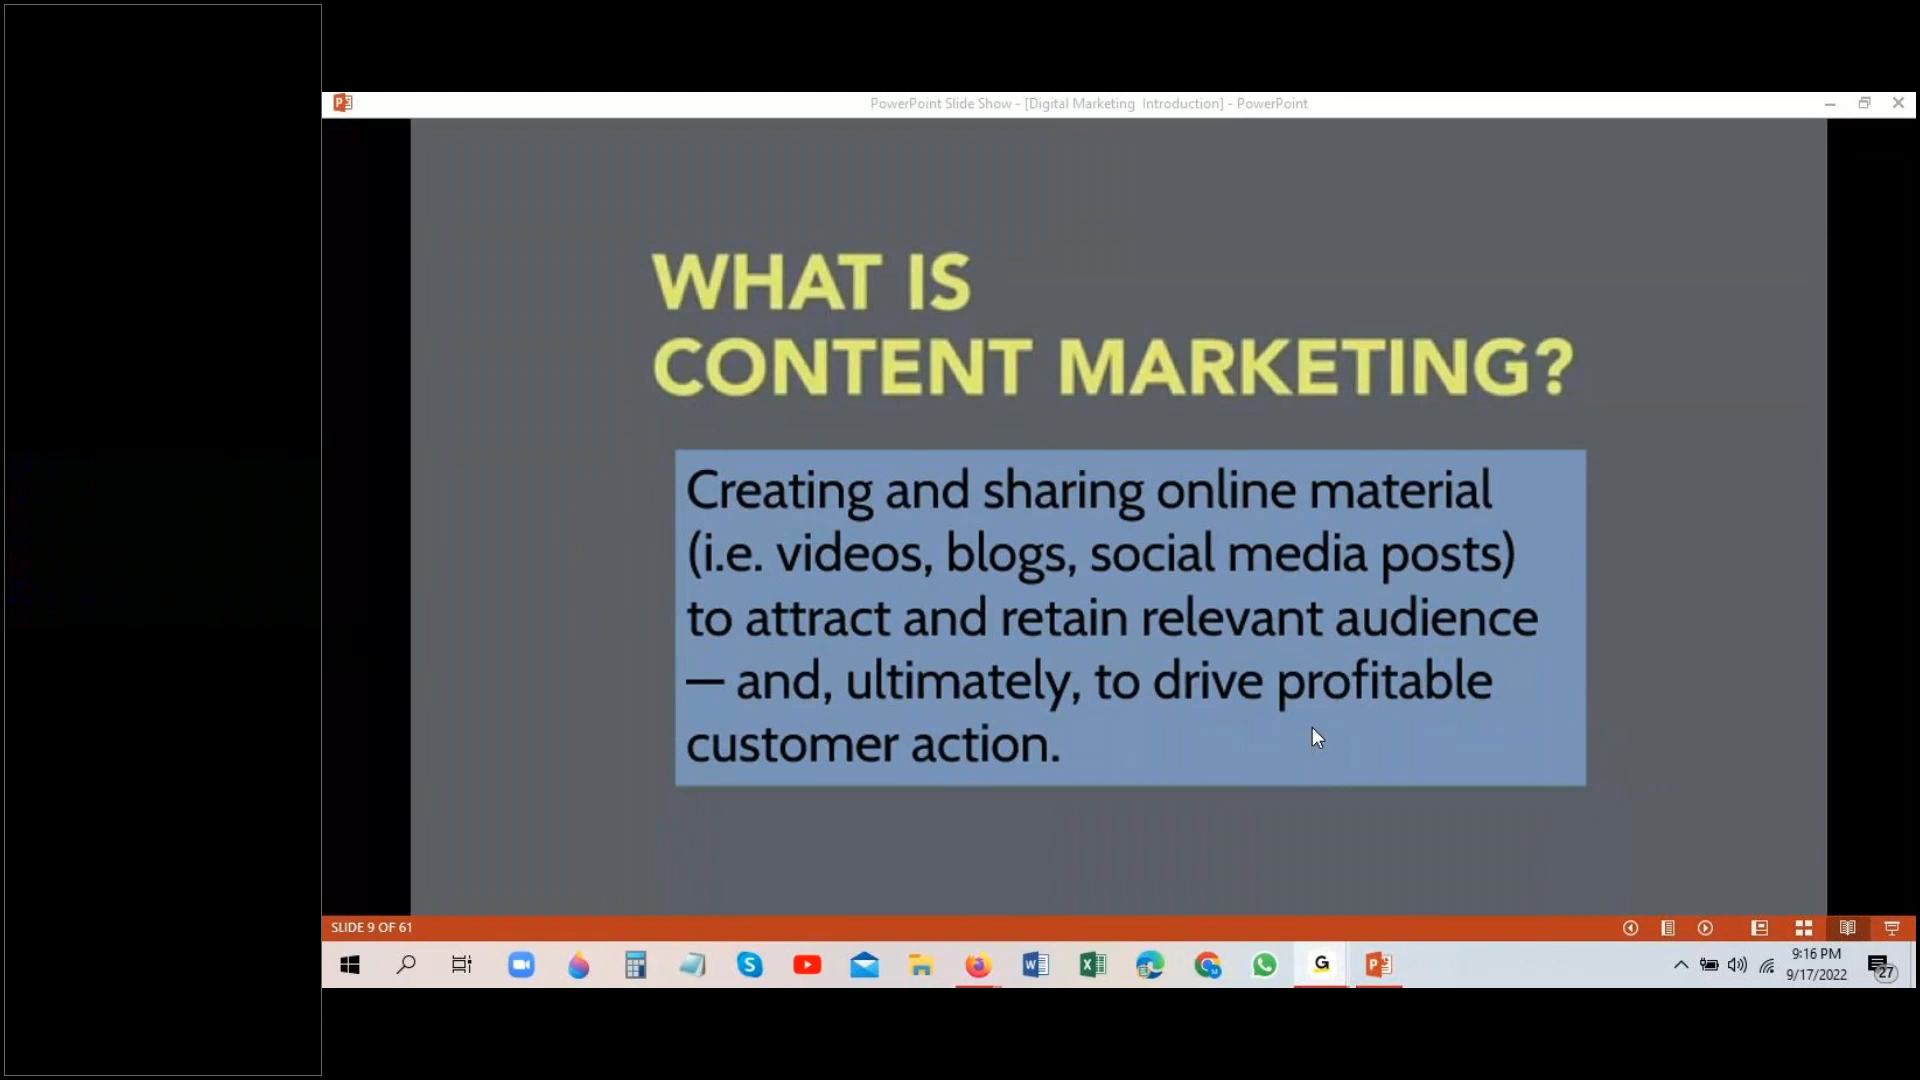 PowerPoint Slide Show - [Digital Marketing  Introduction] - PowerPoint
WHAT IS
CONTENT MARKETING?
Creating and sharing online material
(i.e. videos, blogs, social media posts)
to attract and retain relevant audience
— and, ultimately, to drive profitable
customer action.
SLIDE 9 OF 61
9:16 PM
9/17/2022
27